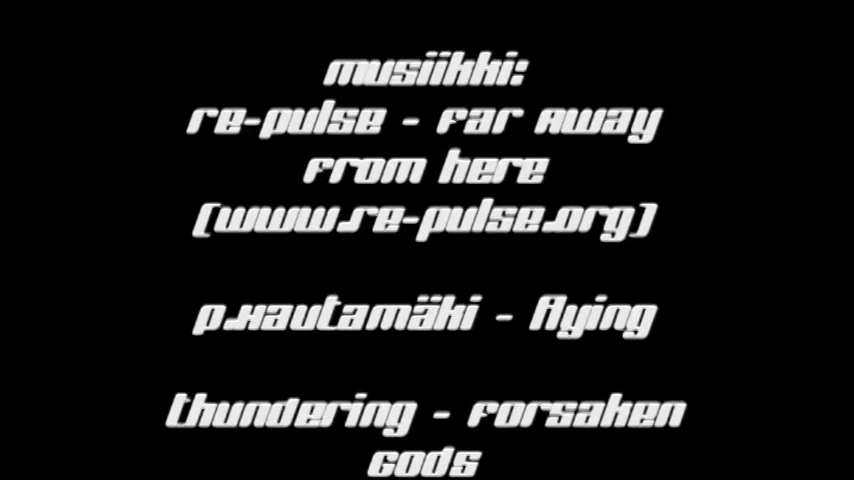 musiikki:
re-pulse - far away
from here
(www.re-pulse.org)
p.hautamäki - flying
thundering - forsaken
gods